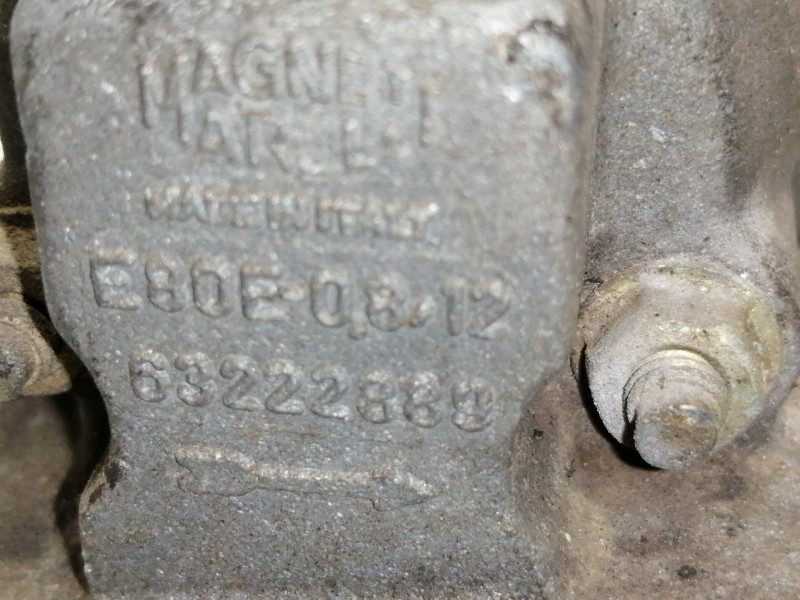 MAGNETI
MARELLI
MADE IN ITALY
E80E-0,8/12
63222889